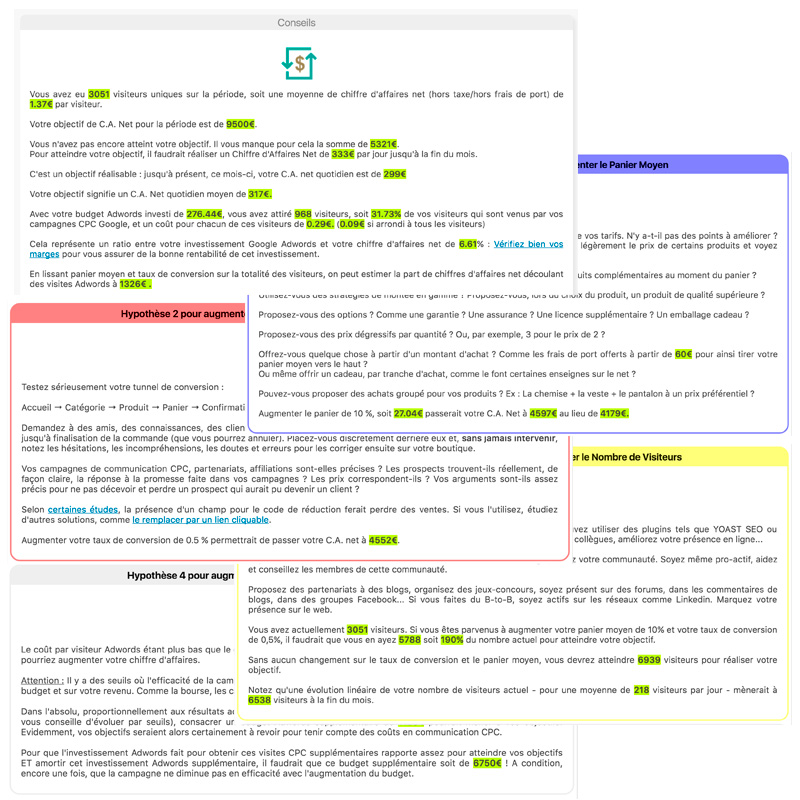 Conseils
Vous avez eu 3051 visiteurs uniques sur la période, soit une moyenne de chiffre d'affaires net (hors taxe/hors frais de port) de
1.37€ par visiteur.
Votre objectif de C.A. Net pour la période est de 9500€.
Vous n'avez pas encore atteint votre objectif. Il vous manque pour cela la somme de 5321€.
Pour atteindre votre objectif, il faudrait réaliser un Chiffre d'Affaires Net de 333€ par jour jusqu'à la fin du mois.
C'est un objectif réalisable : jusqu'à présent, ce mois-ci, votre C.A. net quotidien est de 299€
Votre objectif signifie un C.A. Net quotidien moyen de 317€.
Avec votre budget Adwords investi de 276.44€, vous avez attiré 968 visiteurs, soit 31.73% de vos visiteurs qui sont venus par vos
campagnes CPC Google, et un coût pour chacun de ces visiteurs de 0.29€. (0.09€ si arrondi à tous les visiteurs)
Cela représente un ratio entre votre investissement Google Adwords et votre chiffre d'affaires net de 6.61% : Vérifiez bien vos
marges pour vous assurer de la bonne rentabilité de cet investissement.
En lissant panier moyen et taux de conversion sur la totalité des visiteurs, on peut estimer la part de chiffres d'affaires net découlant
des visites Adwords à 1326€ .
enter le Panier Moyen
e vos tarifs. N'y a-t-il pas des points à améliorer ?
légèrement le prix de certains produits et voyez
uits complémentaires au moment du panier ?
Utilisez-vous des stratégies de montée en gamme ? Proposez-vous, lors du choix du produit, un produit de qualité supérieure ?
Proposez-vous des options ? Comme une garantie ? Une assurance ? Une licence supplémentaire ? Un emballage cadeau ?
Proposez-vous des prix dégressifs par quantité ? Ou, par exemple, 3 pour le prix de 2 ?
Offrez-vous quelque chose à partir d'un montant d'achat ? Comme les frais de port offerts à partir de 60€ pour ainsi tirer votre
panier moyen vers le haut ?
Ou même offrir un cadeau, par tranche d'achat, comme le font certaines enseignes sur le net ?
Pouvez-vous proposer des achats groupé pour vos produits ? Ex : La chemise + la veste + le pantalon à un prix préférentiel ?
Augmenter le panier de 10 %, soit 27.04€ passerait votre C.A. Net à 4597€ au lieu de 4179€.
Hypothèse 2 pour augmente
Testez sérieusement votre tunnel de conversion :
Accueil → Catégorie → Produit → Panier → Confirmati
Demandez à des amis, des connaissances, des clien
jusqu'à finalisation de la commande (que vous pourrez annuler). Placez-vous discrètement derrière eux et, sans jamais intervenir,
notez les hésitations, les incompréhensions, les doutes et erreurs pour les corriger ensuite sur votre boutique.
Vos campagnes de communication CPC, partenariats, affiliations sont-elles précises ? Les prospects trouvent-ils réellement, de
façon claire, la réponse à la promesse faite dans vos campagnes ? Les prix correspondent-ils ? Vos arguments sont-ils assez
précis pour ne pas décevoir et perdre un prospect qui aurait pu devenir un client ?
Selon certaines études, la présence d'un champ pour le code de réduction ferait perdre des ventes. Si vous l'utilisez, étudiez
d'autres solutions, comme le remplacer par un lien cliquable.
Augmenter votre taux de conversion de 0.5 % permettrait de passer votre C.A. net à 4552€.
er le Nombre de Visiteurs
uvez utiliser des plugins tels que YOAST SEO ou
collègues, améliorez votre présence en ligne...
z votre communauté. Soyez même pro-actif, aidez
et conseillez les membres de cette communauté.
Proposez des partenariats à des blogs, organisez des jeux-concours, soyez présent sur des forums, dans les commentaires de
blogs, dans des groupes Facebook... Si vous faites du B-to-B, soyez actifs sur les réseaux comme Linkedin. Marquez votre
présence sur le web.
Vous avez actuellement 3051 visiteurs. Si vous êtes parvenus à augmenter votre panier moyen de 10% et votre taux de conversion
de 0,5%, il faudrait que vous en ayez 5788 soit 190% du nombre actuel pour atteindre votre objectif.
Sans aucun changement sur le taux de conversion et le panier moyen, vous devrez atteindre 6939 visiteurs pour réaliser votre
objectif.
Notez qu'une évolution linéaire de votre nombre de visiteurs actuel - pour une moyenne de 218 visiteurs par jour - mènerait à
6538 visiteurs à la fin du mois.
Hypothèse 4 pour augm
Le coût par visiteur Adwords étant plus bas que le
pourriez augmenter votre chiffre d'affaires.
Attention : Il y a des seuils où l'efficacité de la cam
budget et sur votre revenu. Comme la bourse, les c
Dans l'absolu, proportionnellement aux résultats ac
vous conseille d'évoluer par seuils), consacrer un
Evidemment, vos objectifs seraient alors certainement à revoir pour tenir compte des coûts en communication CPC.
Pour que l'investissement Adwords fait pour obtenir ces visites CPC supplémentaires rapporte assez pour atteindre vos objectifs
ET amortir cet investissement Adwords supplémentaire, il faudrait que ce budget supplémentaire soit de 6750€ ! A condition,
encore une fois, que la campagne ne diminue pas en efficacité avec l'augmentation du budget.